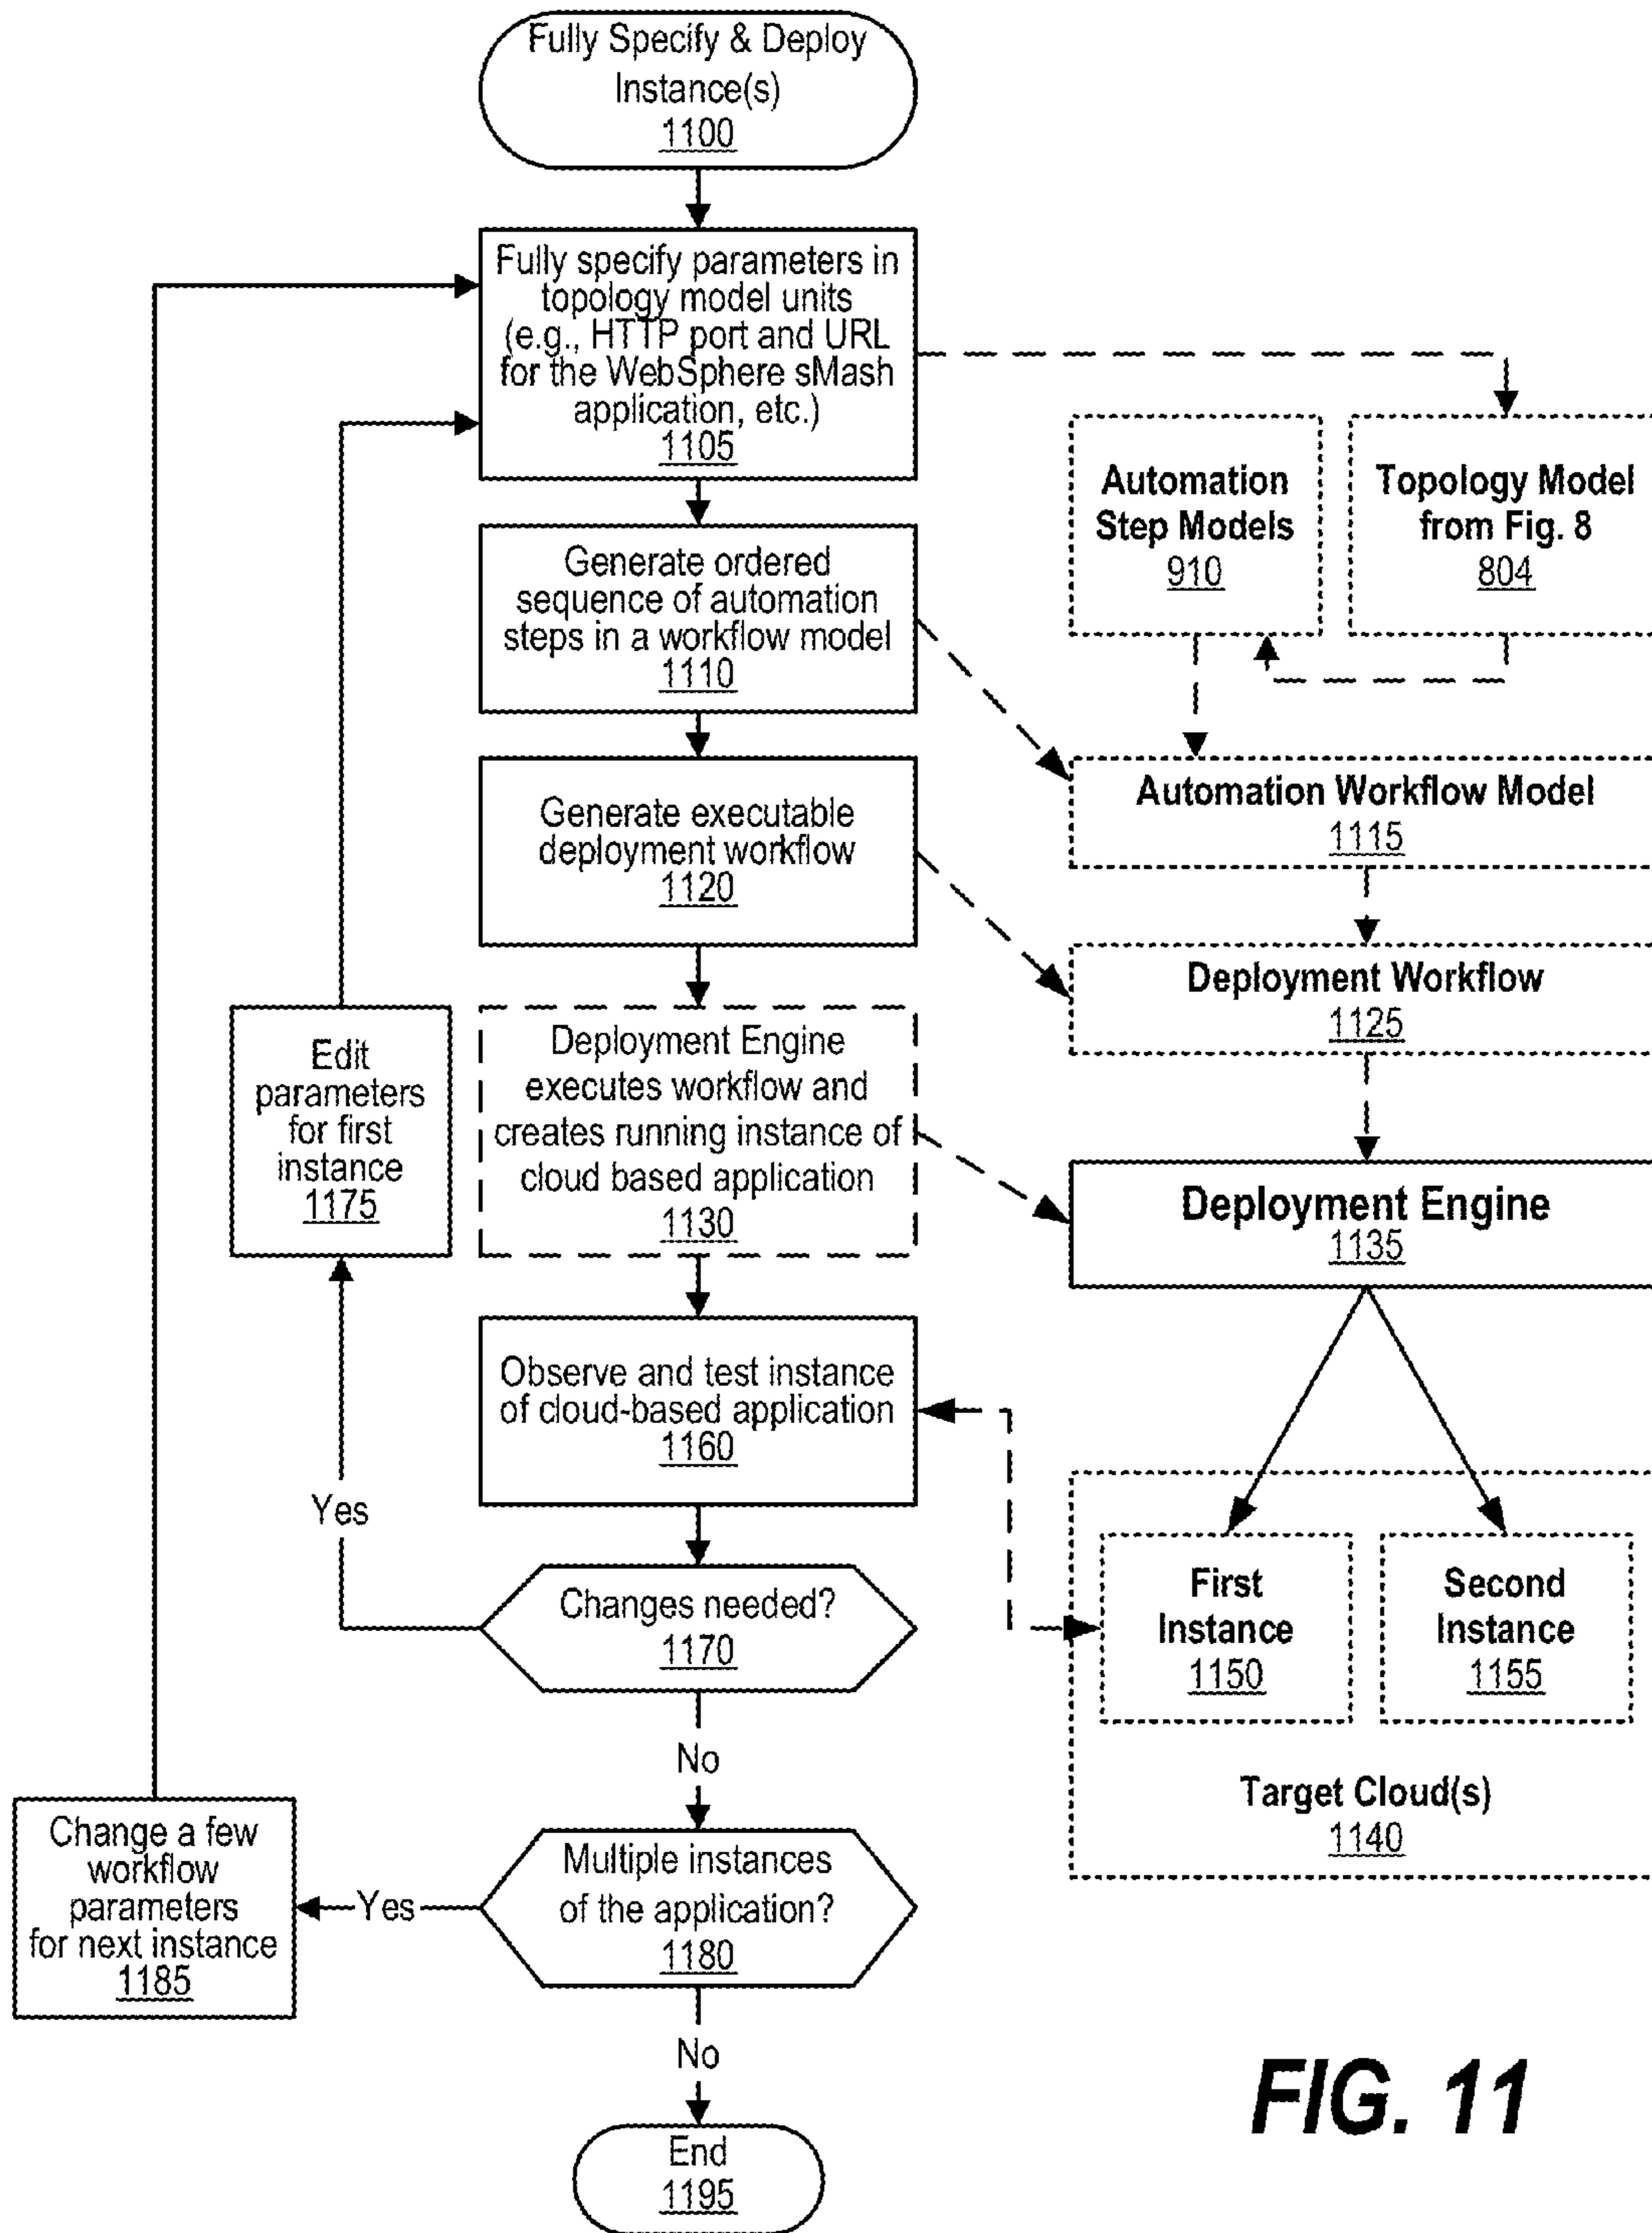 Fully Specify & Deploy
Instance(s)
1100
Fully specify parameters in
topology model units
(e.g., HTTP port and URL
for the WebSphere sMash
application, etc.)
1105
Automation
Step Models
910
Topology Model
from Fig. 8
804
Generate ordered
sequence of automation
steps in a workflow model
1110
Automation Workflow Model
1115
Generate executable
deployment workflow
1120
Deployment Workflow
1125
Edit
parameters
for first
instance
1175
Deployment Engine
executes workflow and
creates running instance of
cloud based application
1130
Deployment Engine
1135
Observe and test instance
of cloud-based application
1160
Yes
Changes needed?
1170
First
Instance
1150
Second
Instance
1155
Target Cloud(s)
1140
No
Change a few
workflow
parameters
for next instance
1185
Yes
Multiple instances
of the application?
1180
No
End
1195
FIG. 11